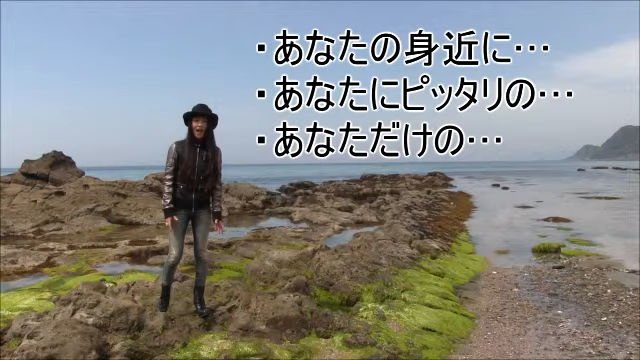 ・あなたの身近に…
・あなたにピッタリの…
・あなただけの…